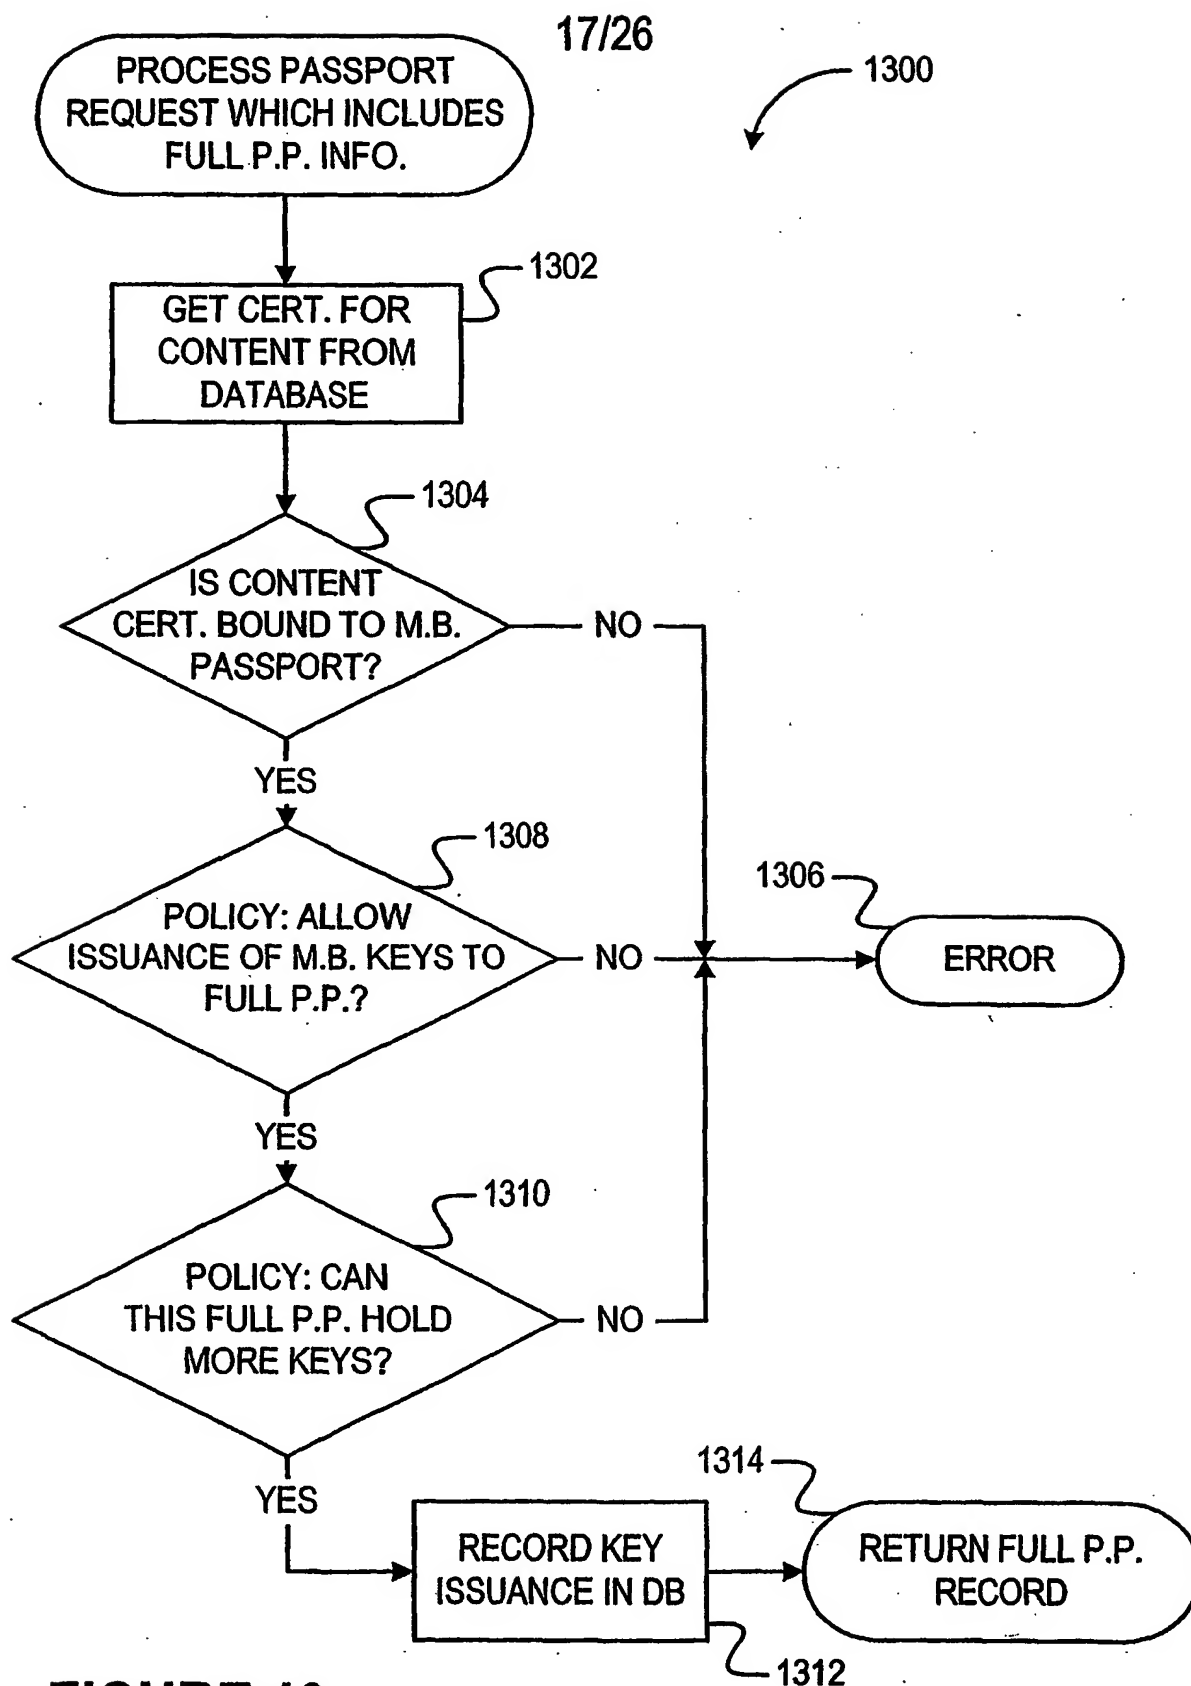 17/26
1300
PROCESS PASSPORT
REQUEST WHICH INCLUDES
FULL P.P. INFO.
1302
GET CERT. FOR
CONTENT FROM
DATABASE
1304
IS CONTENT
CERT. BOUND TO M.B.
PASSPORT?
NO
YES
1308
POLICY: ALLOW
ISSUANCE OF M.B. KEYS TO
FULL P.P.?
NO
1306
ERROR
YES
1310
POLICY: CAN
THIS FULL P.P. HOLD
MORE KEYS?
NO
YES
RECORD KEY
ISSUANCE IN DB
1312
1314
RETURN FULL P.P.
RECORD